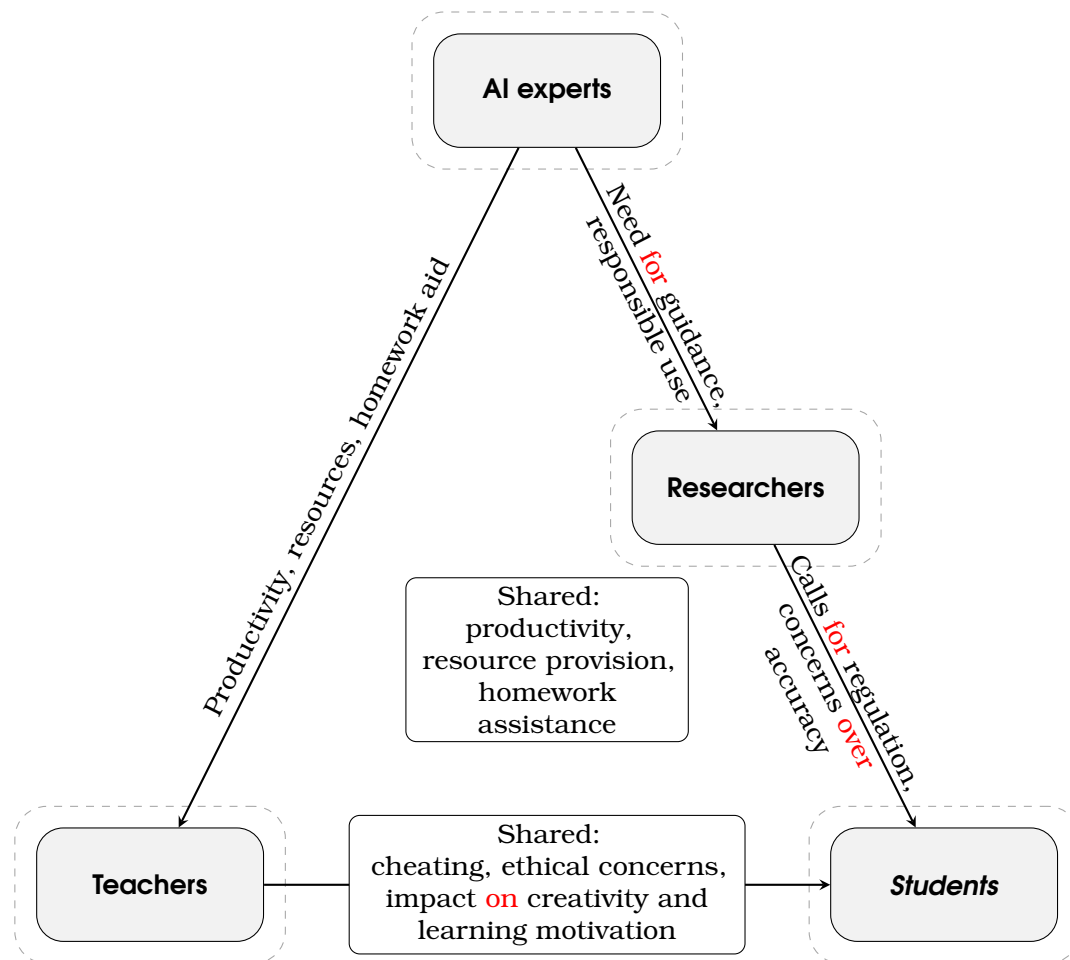 AI experts
Need for guidance,
responsible use
Productivity, resources, homework aid
Researchers
Calls for regulation,
concerns over
accuracy
Shared:
productivity,
resource provision,
homework
assistance
Teachers
Shared:
cheating, ethical concerns,
impact on creativity and
learning motivation
Students